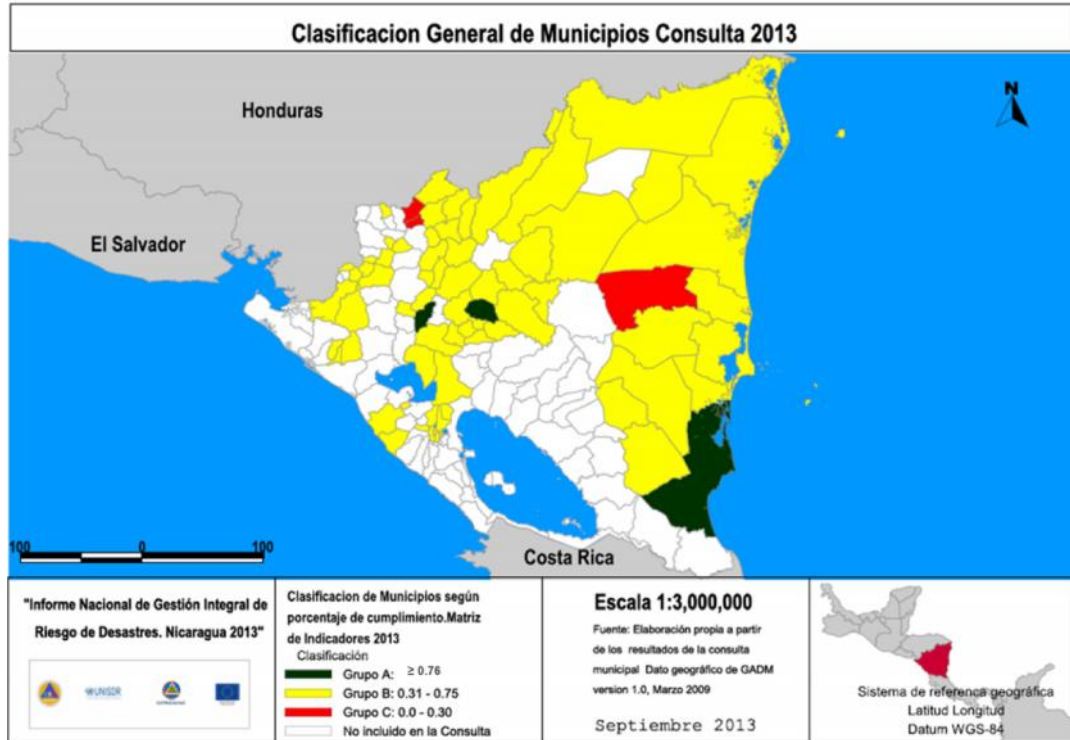 Clasificacion General de Municipios Consulta 2013
Honduras
N
El Salvador
Costa Rica
100 0 100
"Informe Nacional de Gestión Integral de
Riesgo de Desastres. Nicaragua 2013"
UNISDR
Clasificacion de Municipios según
porcentaje de cumplimiento.Matriz
de Indicadores 2013
Clasificación
Grupo A: ≥ 0.76
Grupo B: 0.31 - 0.75
Grupo C: 0.0 - 0.30
No incluido en la Consulta
Escala 1:3,000,000
Fuente: Elaboración propia a partir
de los resultados de la consulta
municipal Dato geográfico de GADM
version 1.0, Marzo 2009
Septiembre 2013
Sistema de referenca geográfica
Latitud Longitud
Datum WGS-84